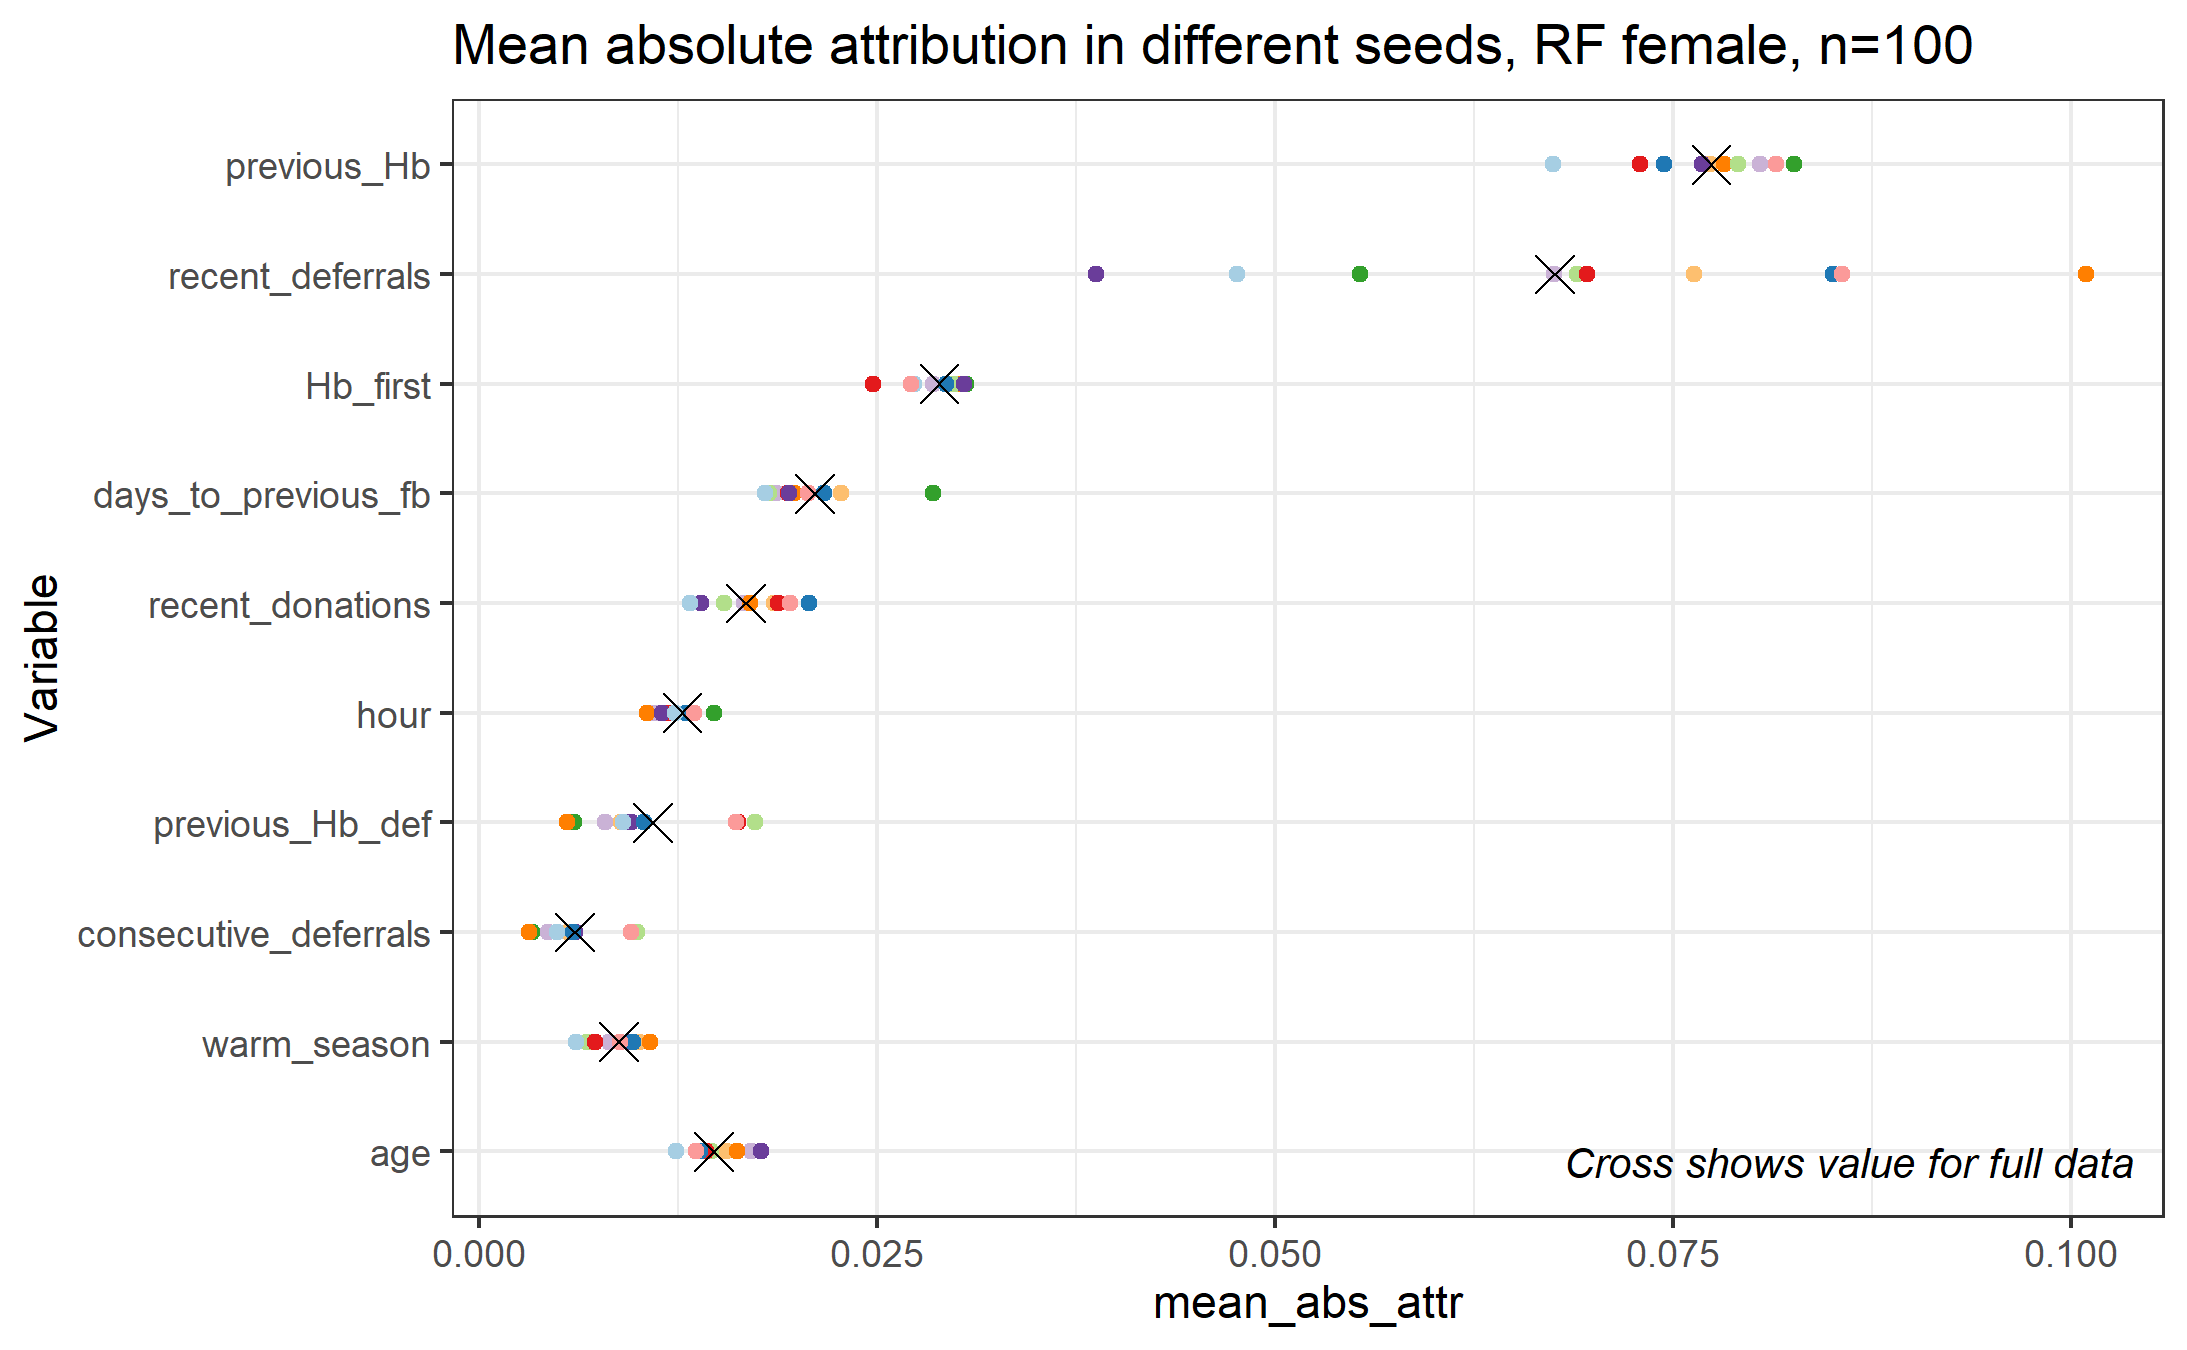 Mean absolute attribution in different seeds, RF female, n=100
Variable
previous_Hb
recent_deferrals
Hb_first
days_to_previous_fb
recent_donations
hour
previous_Hb_def
consecutive_deferrals
warm_season
age
Cross shows value for full data
0.000 0.025 0.050 0.075 0.100
mean_abs_attr